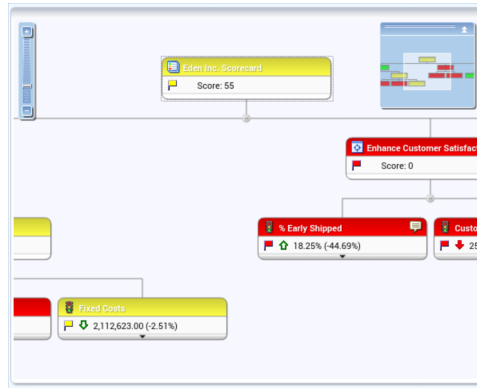 Eden Inc. Scorecard
Score: 55
Enhance Customer Satisfact
Score: 0
% Early Shipped
18.25% (-44.69%)
Custo
25
Fixed Costs
2,112,623.00 (-2.51%)